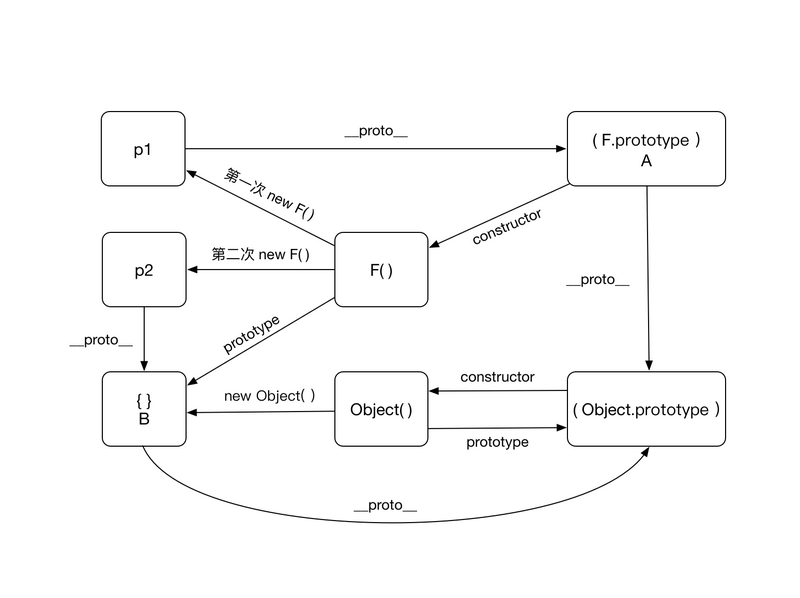 __proto__
p1
( F.prototype )
A
第一次 new F( )
constructor
第二次 new F( )
p2
F( )
__proto__
prototype
__proto__
constructor
{ }
B
new Object( )
Object( )
( Object.prototype )
prototype
__proto__